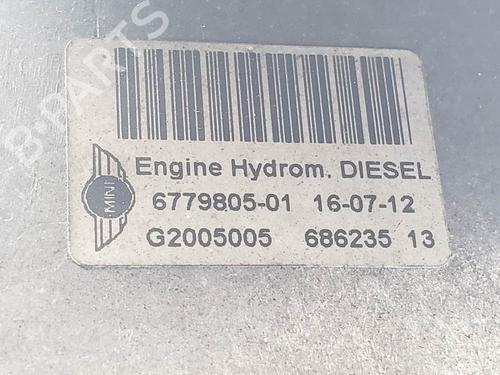 B-PARTS
Engine Hydrom. DIESEL
MINI
6779805-01 16-07-12
G2005005 686235 13